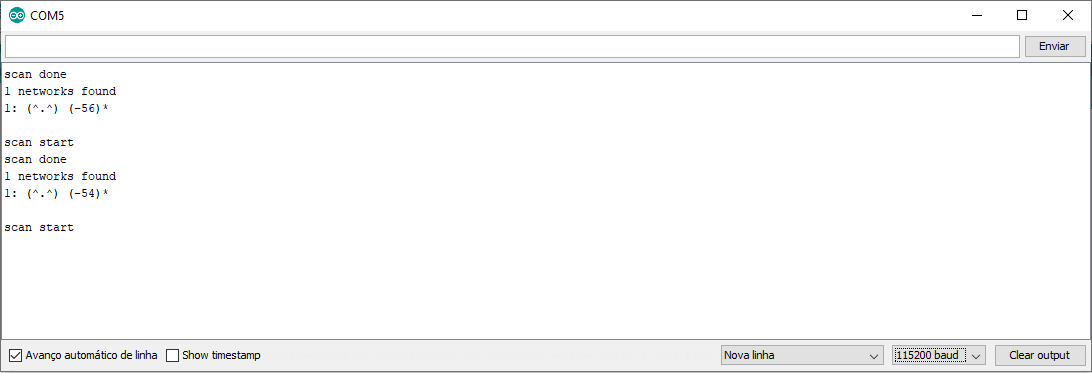 COM5
Enviar
scan done
1 networks found
1: (^.^) (-56)*
scan start
scan done
1 networks found
1: (^.^) (-54)*
scan start
Avanço automático de linha Show timestamp Nova linha 115200 baud Clear output